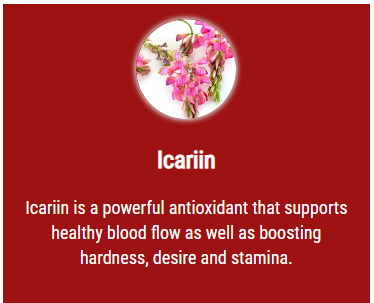 Icariin
Icariin is a powerful antioxidant that supports
healthy blood flow as well as boosting
hardness, desire and stamina.